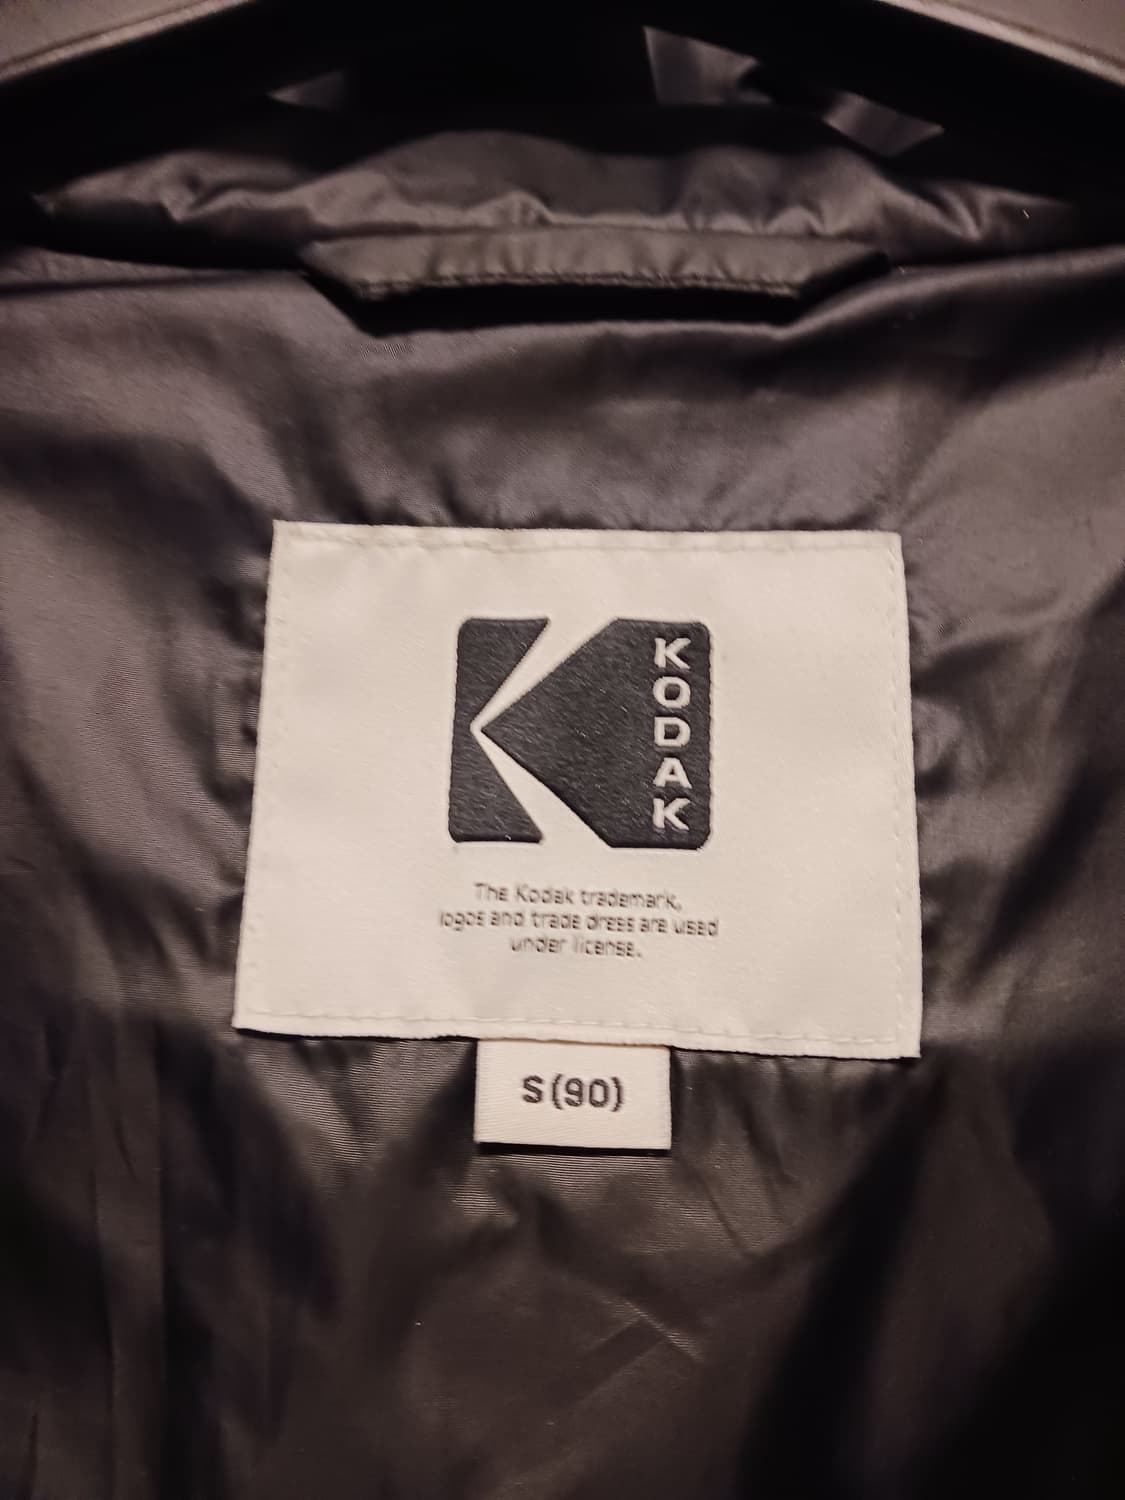 KODAK
The Kodak trademark,
logos and trade dress are used
under license.
S (90)